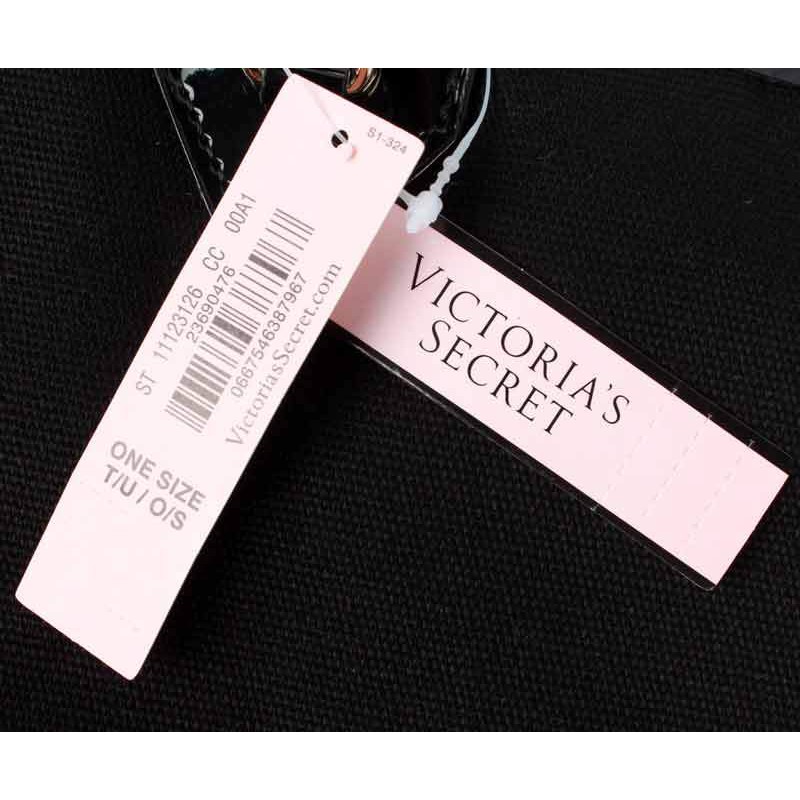 S1-324
ST 11123126 CC 00A1
23690476
0667546387967
VictoriasSecret.com
ONE SIZE
T/U / O/S
VICTORIA'S
SECRET